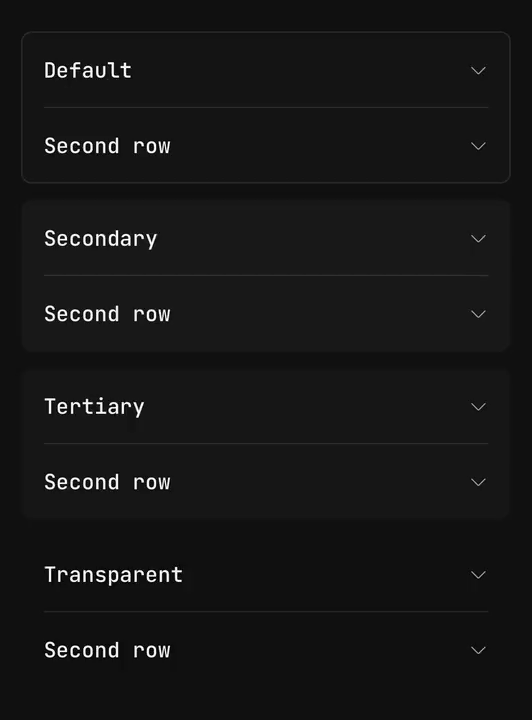 Default
Second row
Secondary
Second row
Tertiary
Second row
Transparent
Second row